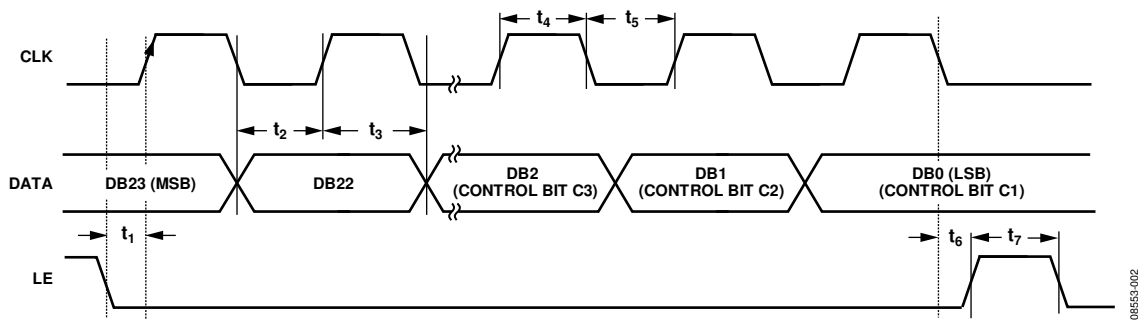 t4
t5
CLK
t2
t3
DATA
DB23 (MSB)
DB22
DB2
(CONTROL BIT C3)
DB1
(CONTROL BIT C2)
DB0 (LSB)
(CONTROL BIT C1)
t1
t6
t7
LE
08553-002